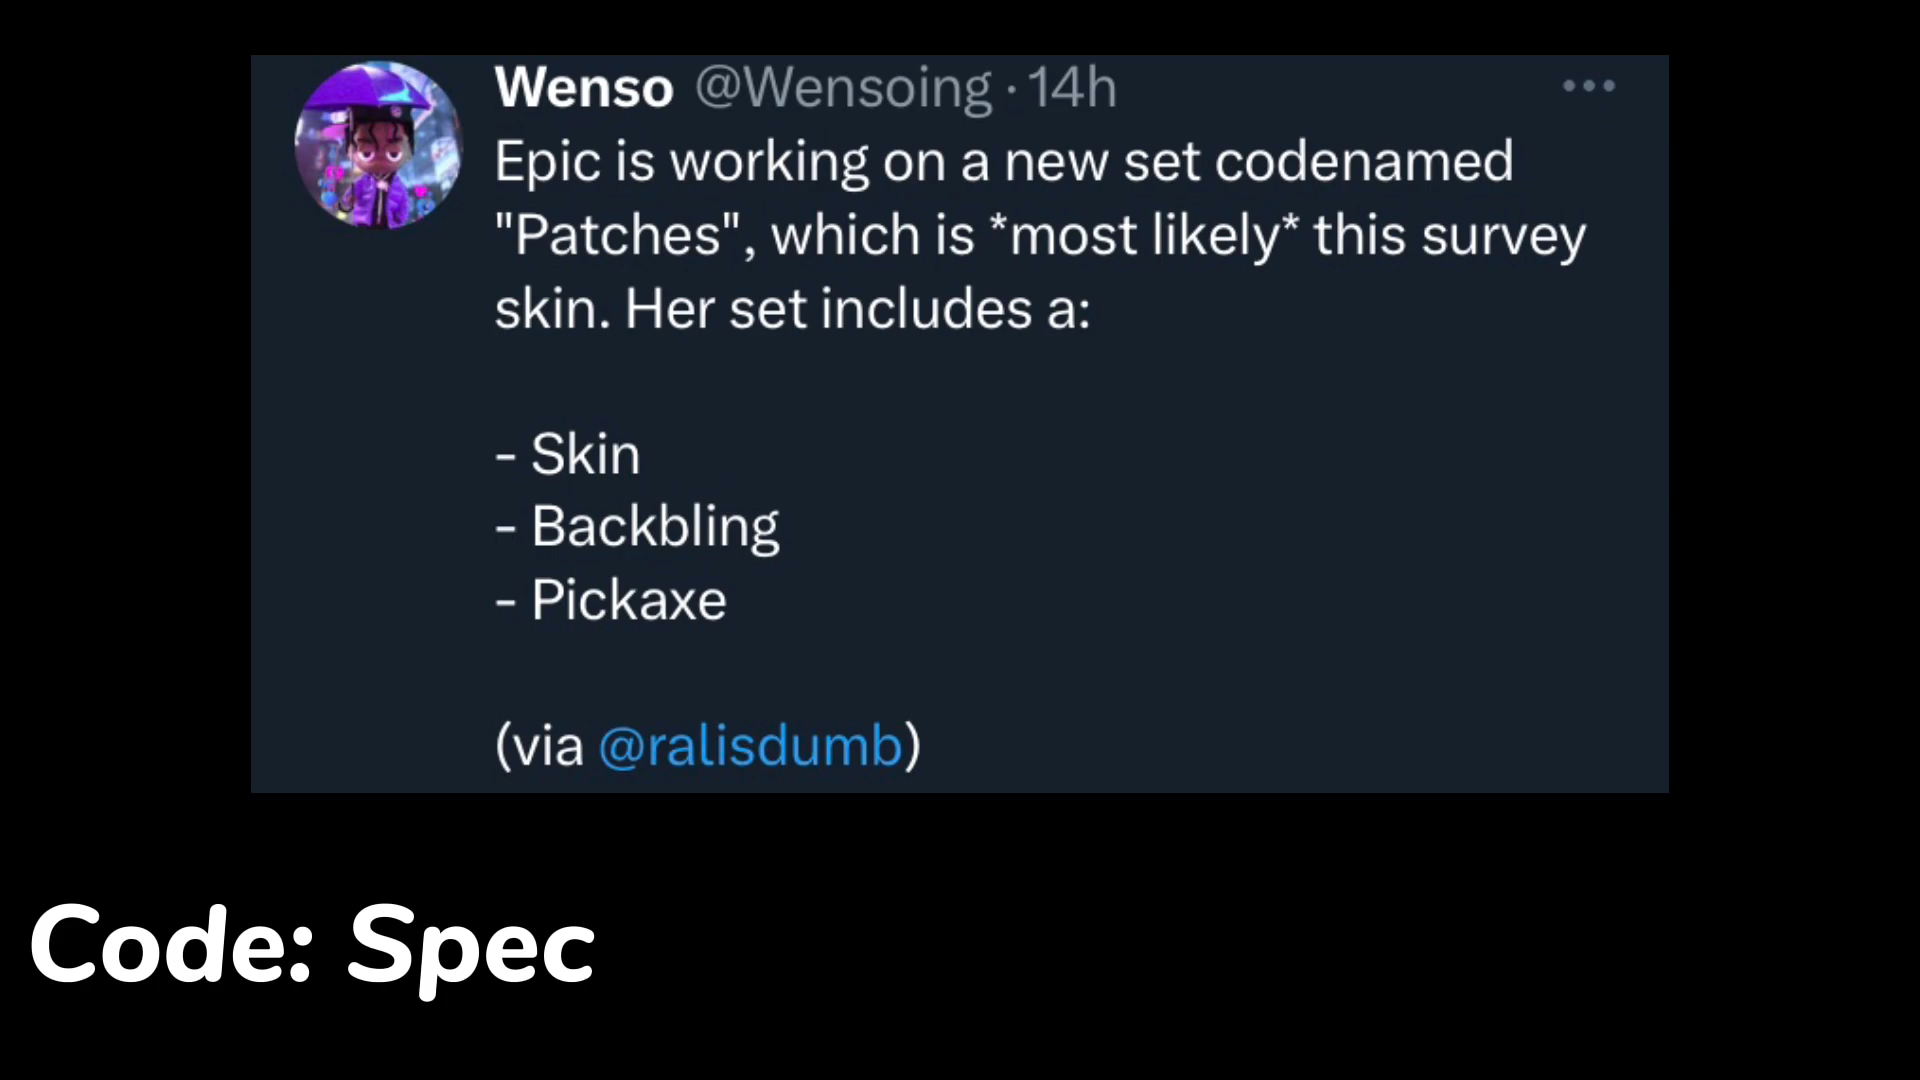 Wenso @Wensoing · 14h
Epic is working on a new set codenamed
"Patches", which is *most likely* this survey
skin. Her set includes a:
- Skin
- Backbling
- Pickaxe
(via @ralisdumb)
Code: Spec